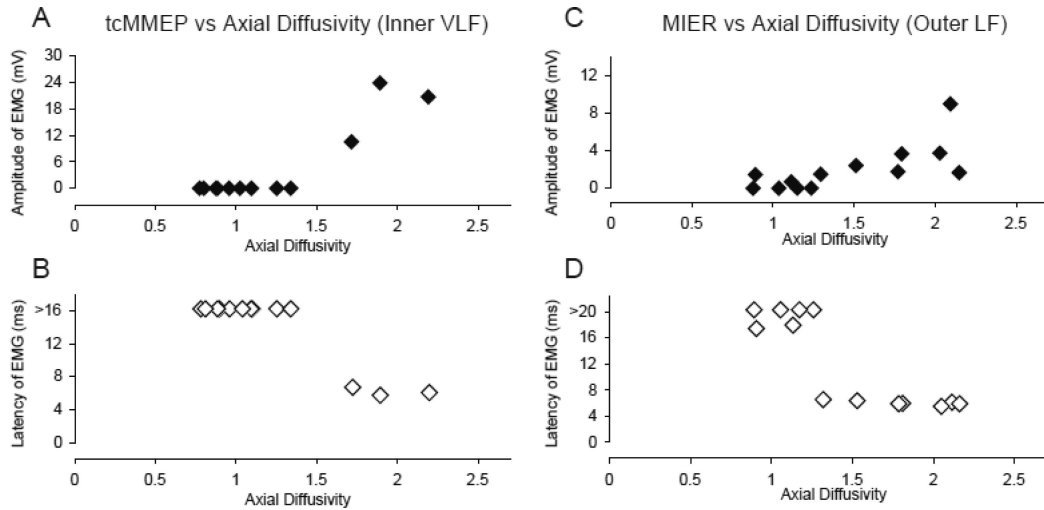 A
tcMMEP vs Axial Diffusivity (Inner VLF)
Amplitude of EMG (mV)
30
24
18
12
6
0
0 0.5 1 1.5 2 2.5
Axial Diffusivity
B
Latency of EMG (ms)
>16
12
8
4
0
0 0.5 1 1.5 2 2.5
Axial Diffusivity
C
MIER vs Axial Diffusivity (Outer LF)
Amplitude of EMG (mV)
12
8
4
0
0 0.5 1 1.5 2 2.5
Axial Diffusivity
D
Latency of EMG (ms)
>20
16
12
8
4
0
0 0.5 1 1.5 2 2.5
Axial Diffusivity